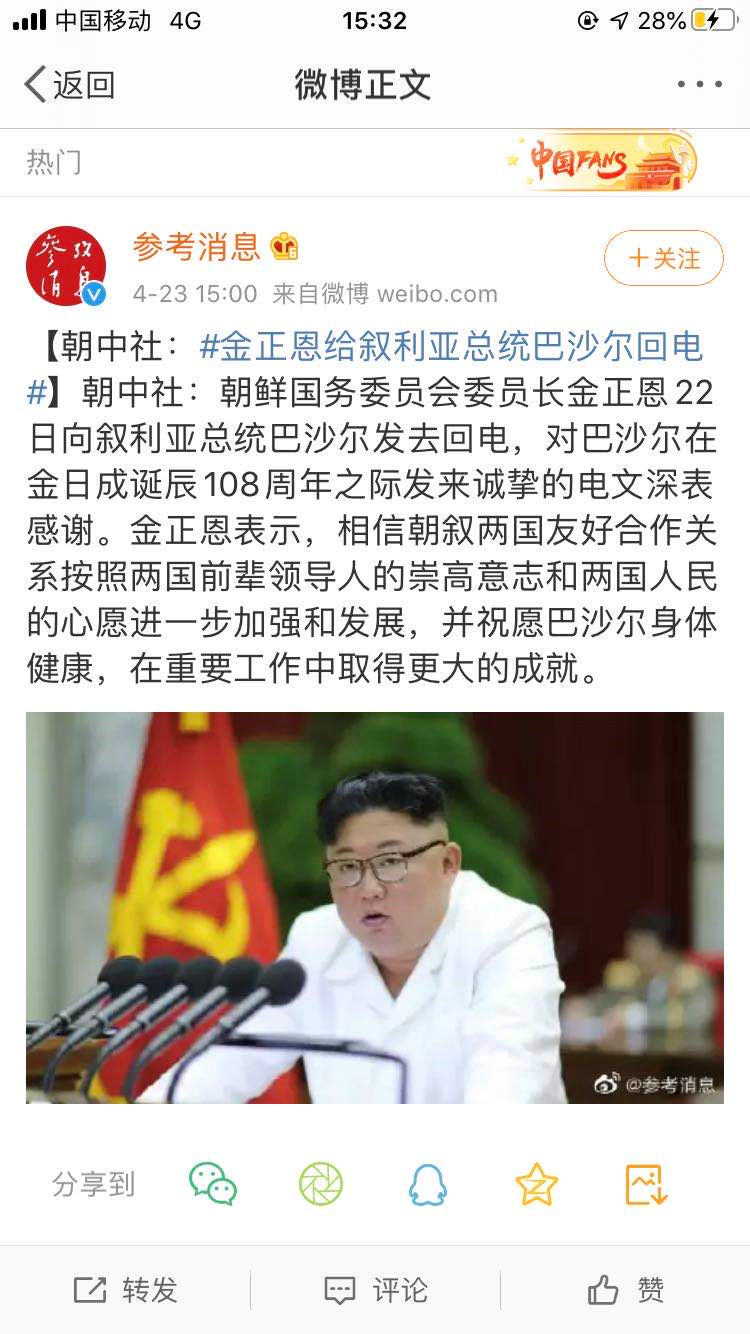 中国移动 4G 15:32 28%
返回 微博正文
热门 中国FANS
参考消息
参考消息
+关注
4-23 15:00 来自微博 weibo.com
【朝中社：#金正恩给叙利亚总统巴沙尔回电
#】朝中社：朝鲜国务委员会委员长金正恩22
日向叙利亚总统巴沙尔发去回电，对巴沙尔在
金日成诞辰108周年之际发来诚挚的电文深表
感谢。金正恩表示，相信朝叙两国友好合作关
系按照两国前辈领导人的崇高意志和两国人民
的心愿进一步加强和发展，并祝愿巴沙尔身体
健康，在重要工作中取得更大的成就。
@参考消息
分享到
转发 评论 赞